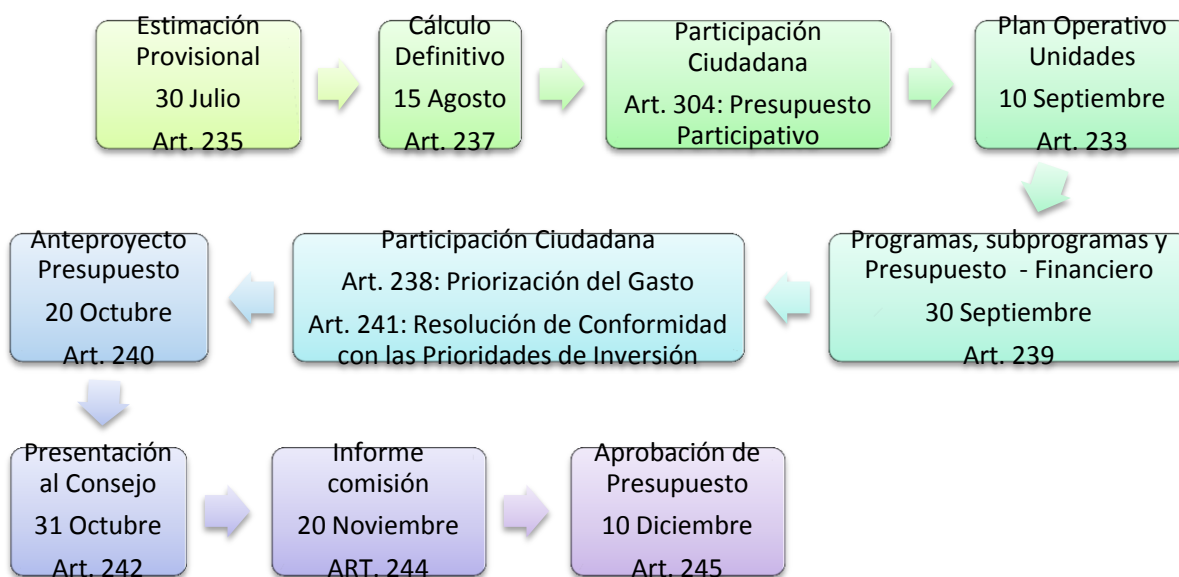 Estimación
Provisional
30 Julio
Art. 235
Cálculo
Definitivo
15 Agosto
Art. 237
Participación
Ciudadana
Art. 304: Presupuesto
Participativo
Plan Operativo
Unidades
10 Septiembre
Art. 233
Programas, subprogramas y
Presupuesto - Financiero
30 Septiembre
Art. 239
Participación Ciudadana
Art. 238: Priorización del Gasto
Art. 241: Resolución de Conformidad
con las Prioridades de Inversión
Anteproyecto
Presupuesto
20 Octubre
Art. 240
Presentación
al Consejo
31 Octubre
Art. 242
Informe
comisión
20 Noviembre
ART. 244
Aprobación de
Presupuesto
10 Diciembre
Art. 245